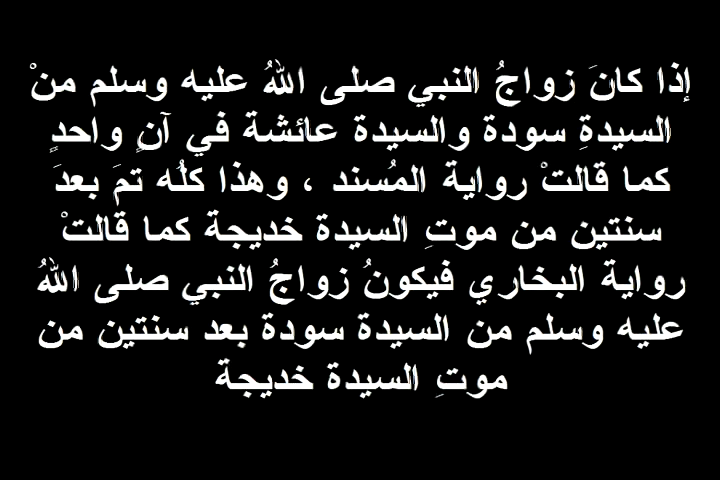 إذا كانَ زواجُ النبي صلى اللهُ عليه وسلم منْ
السيدةِ سودة والسيدة عائشة في آنٍ واحدٍ
كما قالتْ رواية المُسند ، وهذا كلُه تمَ بعدَ
سنتين من موتِ السيدة خديجة كما قالتْ
رواية البخاري فيكونُ زواجُ النبي صلى اللهُ
عليه وسلم من السيدة سودة بعد سنتين من
موتِ السيدة خديجة